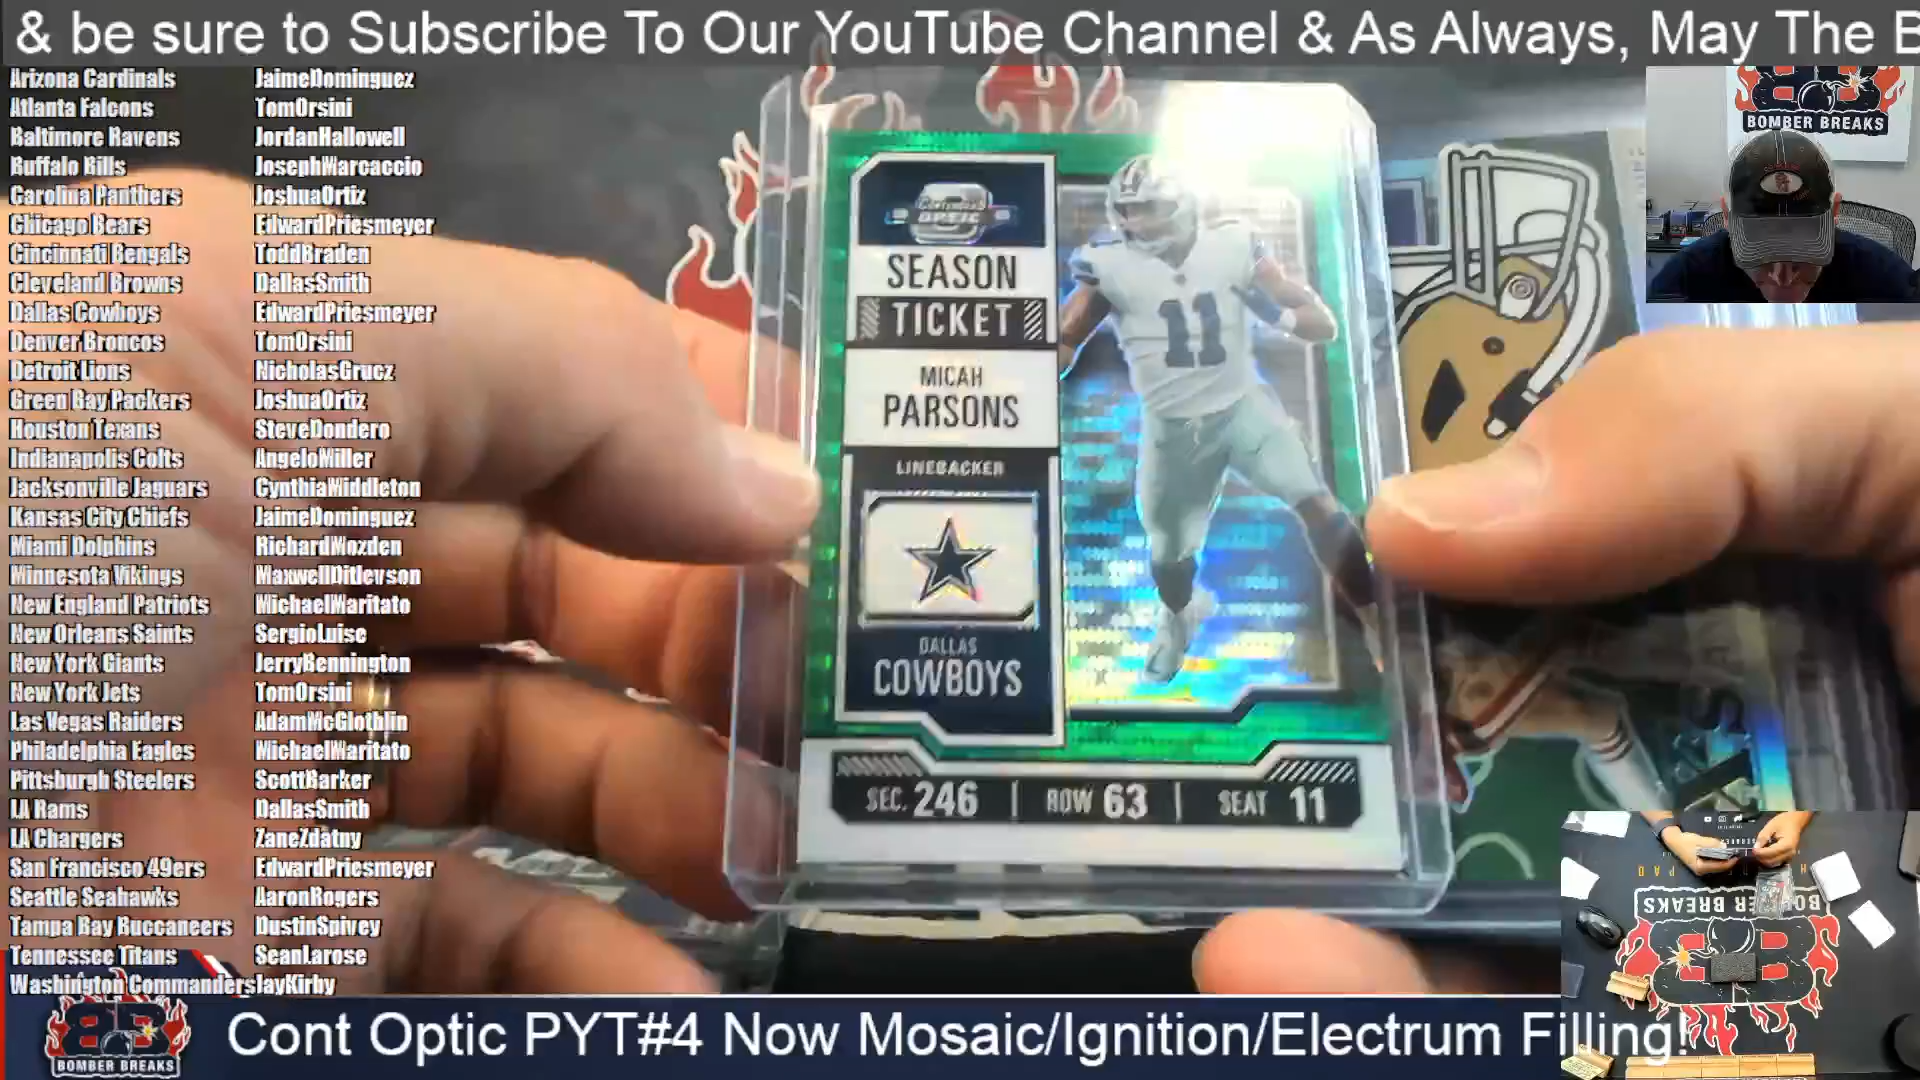 & be sure to Subscribe To Our YouTube Channel & As Always, May The B
Arizona Cardinals JaimeDominguez
Atlanta Falcons TomOrsini
Baltimore Ravens JordanHallowell
Buffalo Bills JosephMarcaccio
Carolina Panthers JoshuaOrtiz
Chicago Bears EdwardPriesmeyer
Cincinnati Bengals ToddBraden
Cleveland Browns DallasSmith
Dallas Cowboys EdwardPriesmeyer
Denver Broncos TomOrsini
Detroit Lions NicholasGrucz
Green Bay Packers JoshuaOrtiz
Houston Texans SteveDondero
Indianapolis Colts AngeloMiller
Jacksonville Jaguars CynthiaMiddleton
Kansas City Chiefs JaimeDominguez
Miami Dolphins RichardMozden
Minnesota Vikings MaxwellDitlevson
New England Patriots MichaelMaritato
New Orleans Saints SergioLuise
New York Giants JerryBennington
New York Jets TomOrsini
Las Vegas Raiders AdamMcGlothlin
Philadelphia Eagles MichaelMaritato
Pittsburgh Steelers ScottBarker
LA Rams DallasSmith
LA Chargers ZaneZdatny
San Francisco 49ers EdwardPriesmeyer
Seattle Seahawks AaronRogers
Tampa Bay Buccaneers DustinSpivey
Tennessee Titans SeanLarose
Washington Commanders JayKirby
Contenders
OPTIC
SEASON
TICKET
MICAH
PARSONS
LINEBACKER
DALLAS
COWBOYS
11
SEC. 246 | ROW 63 | SEAT 11
BOMBER BREAKS
BOMBER BREAKS
BOMBER BREAKS
Cont Optic PYT#4 Now Mosaic/Ignition/Electrum Filling!